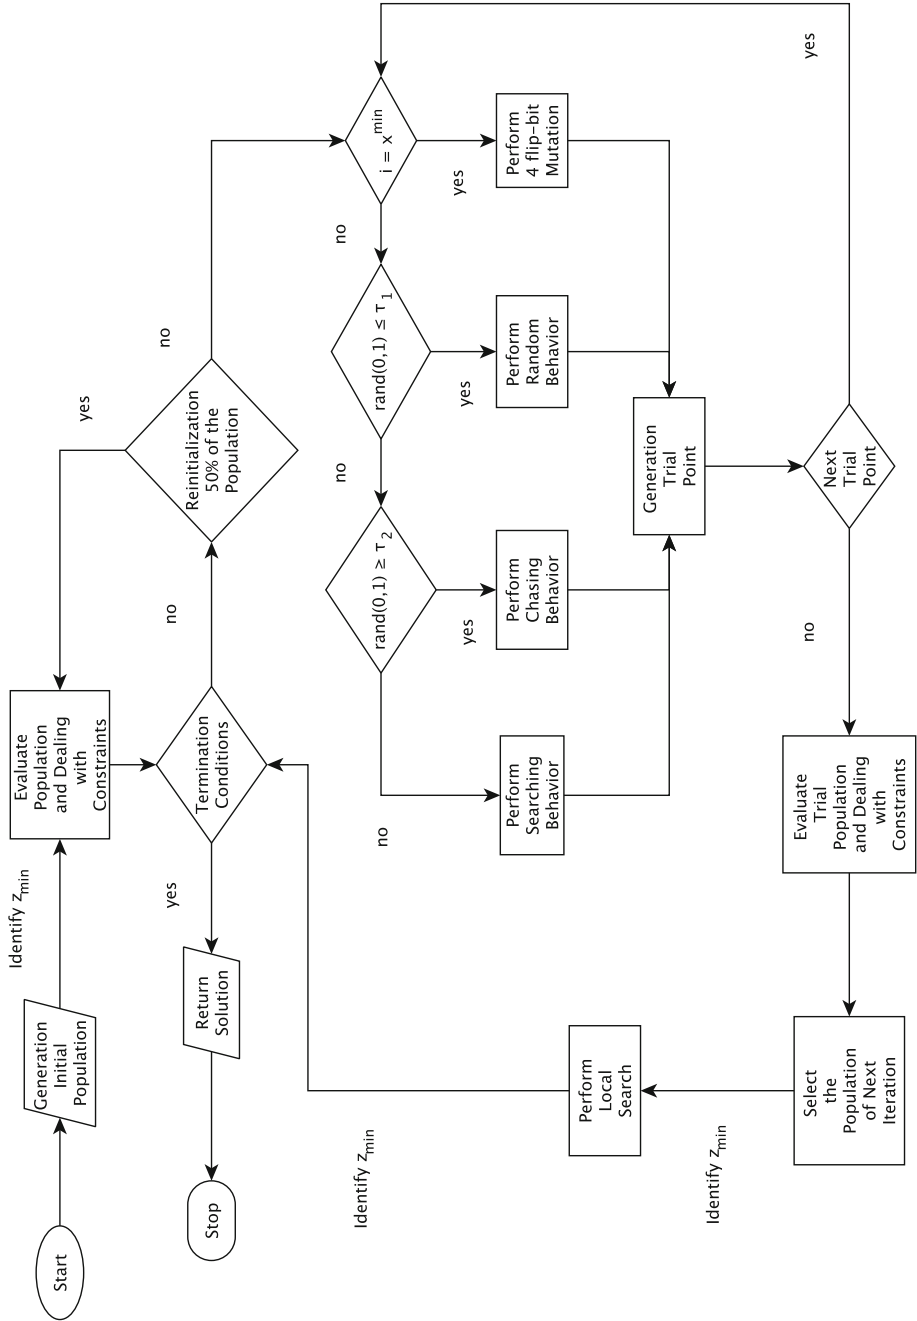 Start
Generation
Initial
Population
Identify z_min
Evaluate
Population
and Dealing
with
Constraints
yes
Stop
Return
Solution
yes
Termination
Conditions
no
Reinitialization
50% of the
Population
no
no
rand(0,1) ≥ τ_2
no
rand(0,1) ≤ τ_1
no
i = x^min
yes
yes
yes
Perform
Searching
Behavior
Perform
Chasing
Behavior
Perform
Random
Behavior
Perform
4 flip-bit
Mutation
Identify z_min
Perform
Local
Search
Generation
Trial
Point
Identify z_min
Select
the
Population
of Next
Iteration
Evaluate
Trial
Population
and Dealing
with
Constraints
no
Next
Trial
Point
yes